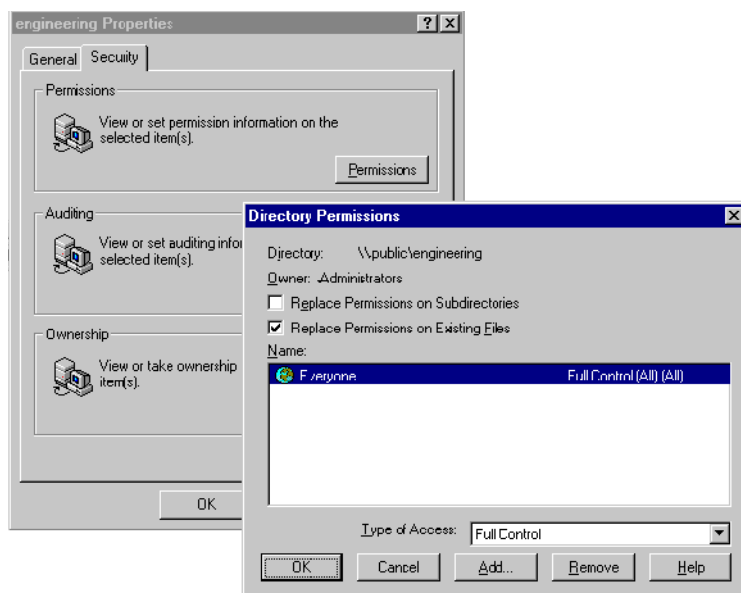 engineering Properties
General
Security
Permissions
View or set permission information on the
selected item(s).
Permissions
Auditing
View or set auditing infor
selected item(s).
Ownership
View or take ownership
item(s).
OK
Directory Permissions
Directory: \\public\engineering
Owner: Administrators
Replace Permissions on Subdirectories
Replace Permissions on Existing Files
Name:
Everyone Full Control (All) (All)
Type of Access: Full Control
OK Cancel Add... Remove Help